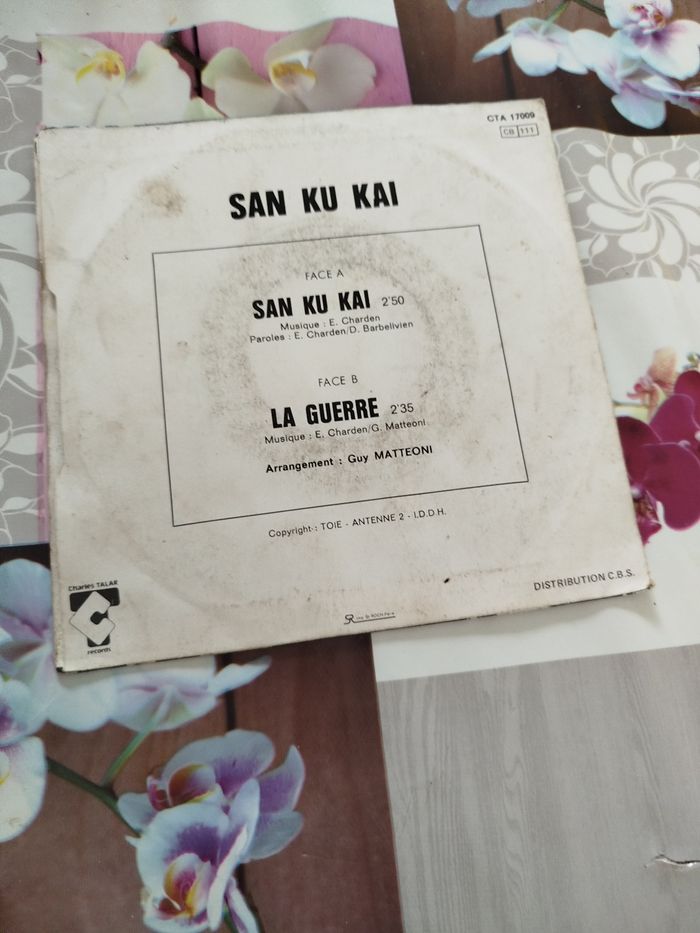 CTA 17009
CB 111
SAN KU KAI
FACE A
SAN KU KAI 2'50
Musique : E. Charden
Paroles : E. Charden/D. Barbelivien
FACE B
LA GUERRE 2'35
Musique : E. Charden/G. Matteoni
Arrangement : Guy MATTEONI
Copyright : TOIE - ANTENNE 2 - I.D.D.H.
DISTRIBUTION C.B.S.
Charles TALAR
records